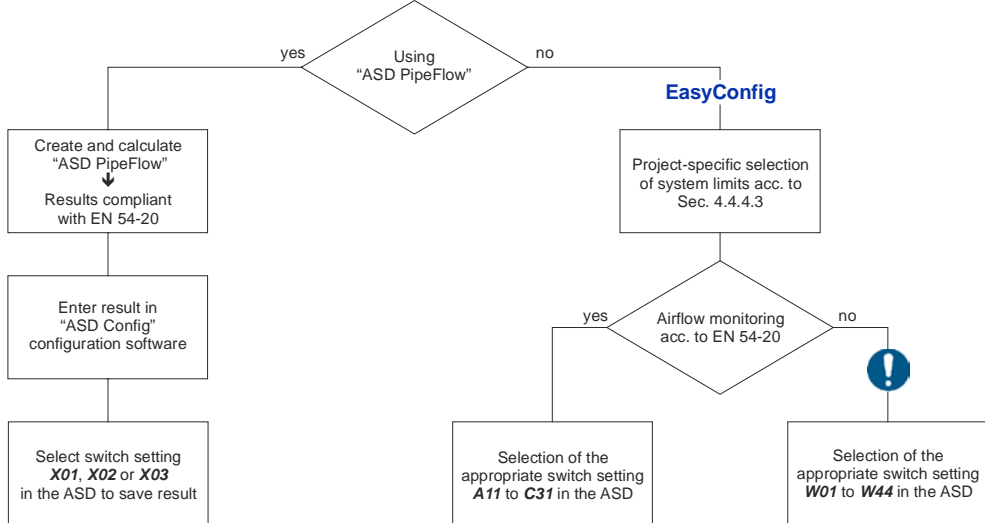 Using
“ASD PipeFlow”
yes
no
EasyConfig
Create and calculate
“ASD PipeFlow”
Results compliant
with EN 54-20
Project-specific selection
of system limits acc. to
Sec. 4.4.4.3
Enter result in
“ASD Config”
configuration software
Airflow monitoring
acc. to EN 54-20
yes
no
Select switch setting
X01, X02 or X03
in the ASD to save result
Selection of the
appropriate switch setting
A11 to C31 in the ASD
Selection of the
appropriate switch setting
W01 to W44 in the ASD